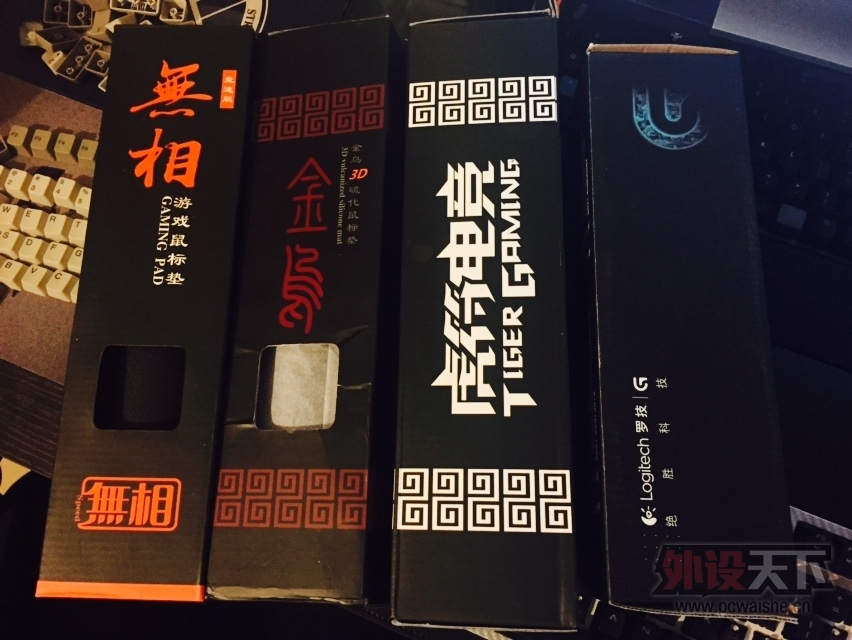 無相
竞速版
游戏鼠标垫
GAMING PAD
無相
Speed
金乌
3D
硫化鼠标垫
3D vulcanized silicone mat
金乌
虎符电竞
TIGER GAMING
Logitech 罗技 G
绝胜科技
外设天下
www.pcwaishe.cn
W E R T
S D F G
V B N